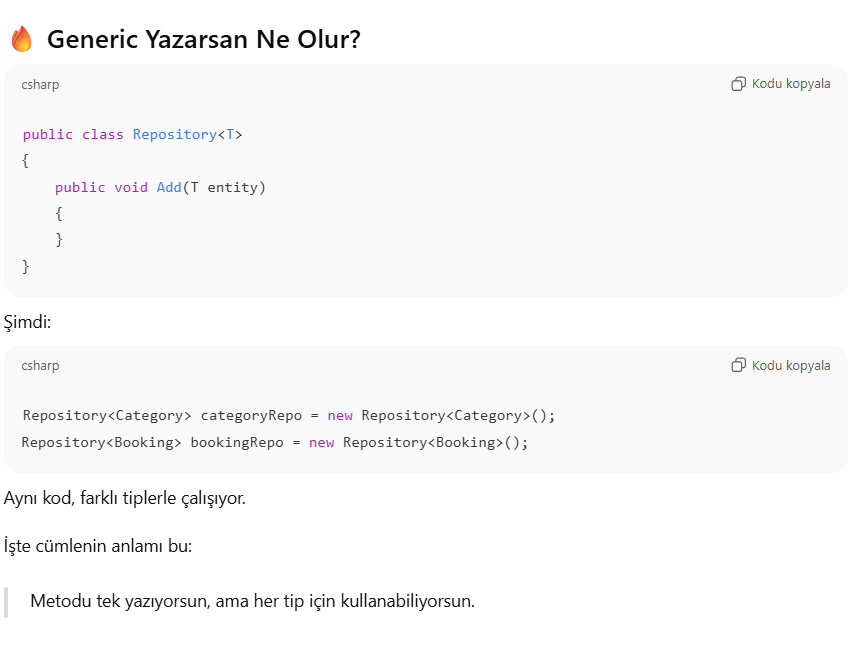 🔥 Generic Yazarsan Ne Olur?
csharp Kodu kopyala
public class Repository<T>
{
    public void Add(T entity)
    {
    }
}
Şimdi:
csharp Kodu kopyala
Repository<Category> categoryRepo = new Repository<Category>();
Repository<Booking> bookingRepo = new Repository<Booking>();
Aynı kod, farklı tiplerle çalışıyor.
İşte cümlenin anlamı bu:
Metodu tek yazıyorsun, ama her tip için kullanabiliyorsun.